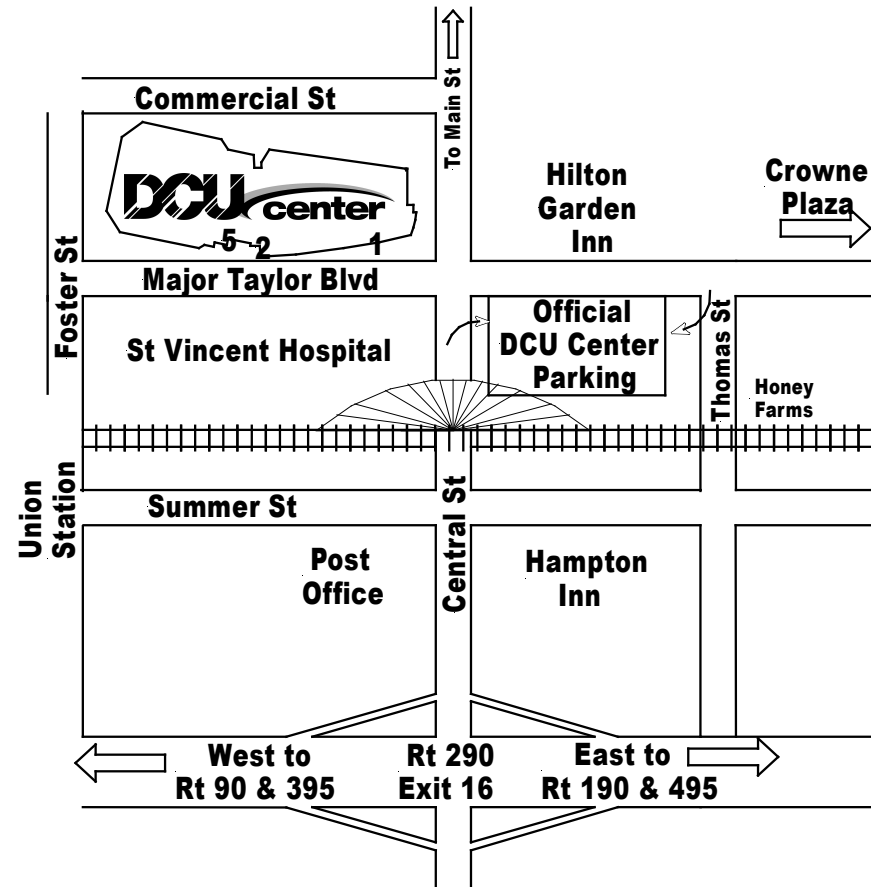 Commercial St
To Main St
DCU center
5 2 1
Hilton
Garden
Inn
Crowne
Plaza
Foster St
Major Taylor Blvd
St Vincent Hospital
Official
DCU Center
Parking
Thomas St
Honey
Farms
Union
Station
Summer St
Central St
Post
Office
Hampton
Inn
West to
Rt 90 & 395
Rt 290
Exit 16
East to
Rt 190 & 495